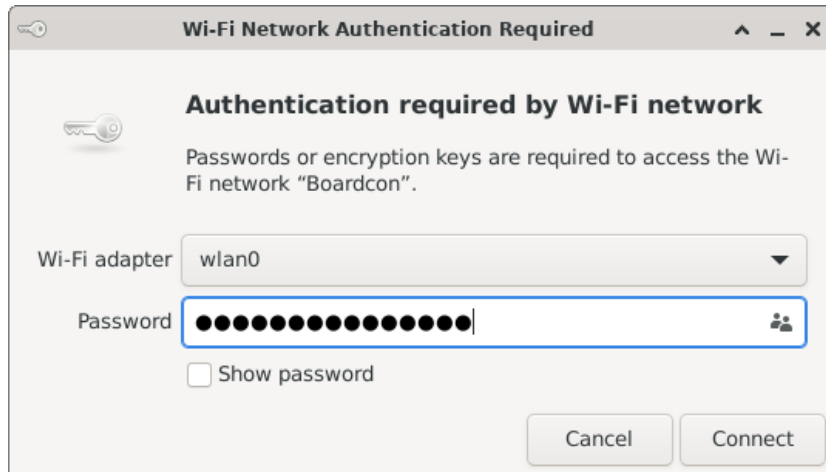 Wi-Fi Network Authentication Required
Authentication required by Wi-Fi network
Passwords or encryption keys are required to access the Wi-
Fi network “Boardcon”.
Wi-Fi adapter wlan0
Password ●●●●●●●●●●●●●●●
Show password
Cancel Connect